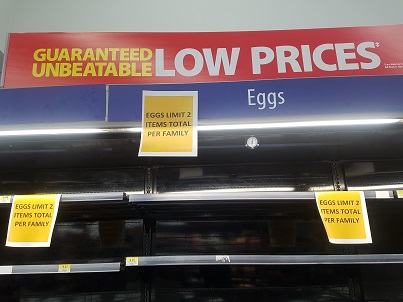 GUARANTEED
UNBEATABLE LOW PRICES‡
Eggs
EGGS LIMIT 2
ITEMS TOTAL
PER FAMILY
EGGS LIMIT 2
ITEMS TOTAL
PER FAMILY
EGGS LIMIT 2
ITEMS TOTAL
PER FAMILY